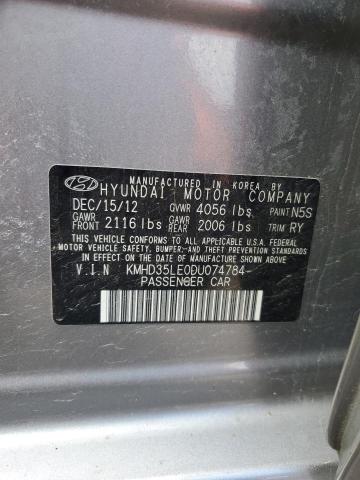 MANUFACTURED IN KOREA BY
HYUNDAI MOTOR COMPANY
DEC/15/12 GVWR 4056 lbs PAINT N5S
GAWR FRONT 2116 lbs GAWR REAR 2006 lbs TRIM RY
THIS VEHICLE CONFORMS TO ALL APPLICABLE U.S.A. FEDERAL
MOTOR VEHICLE SAFETY, BUMPER, AND THEFT PREVENTION
STANDARDS IN EFFECT ON THE DATE OF MANUFACTURE
SHOWN ABOVE.
V.I.N KMHD35LE0DU074784-
PASSENGER CAR